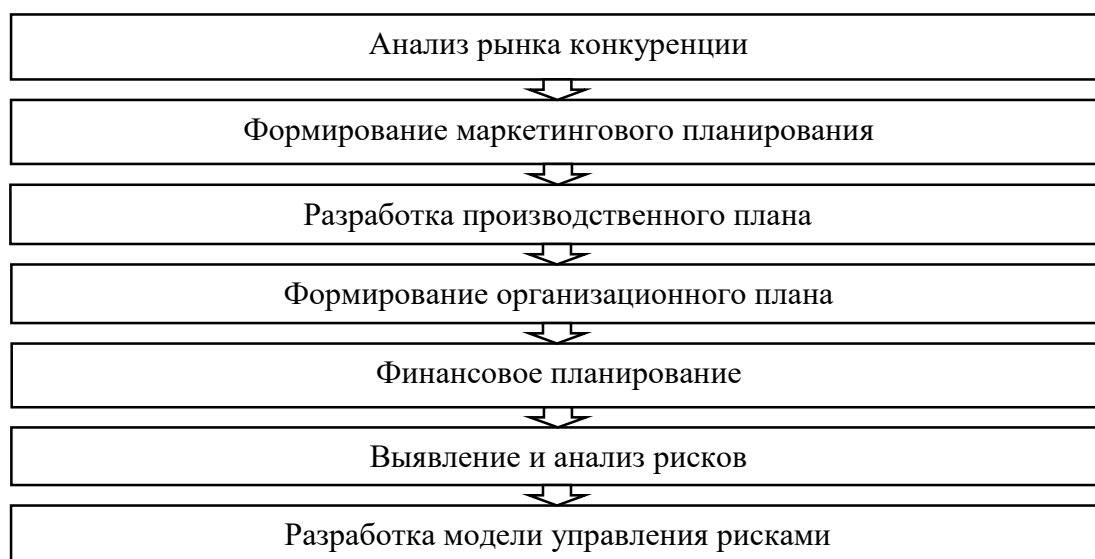 Анализ рынка конкуренции
Формирование маркетингового планирования
Разработка производственного плана
Формирование организационного плана
Финансовое планирование
Выявление и анализ рисков
Разработка модели управления рисками